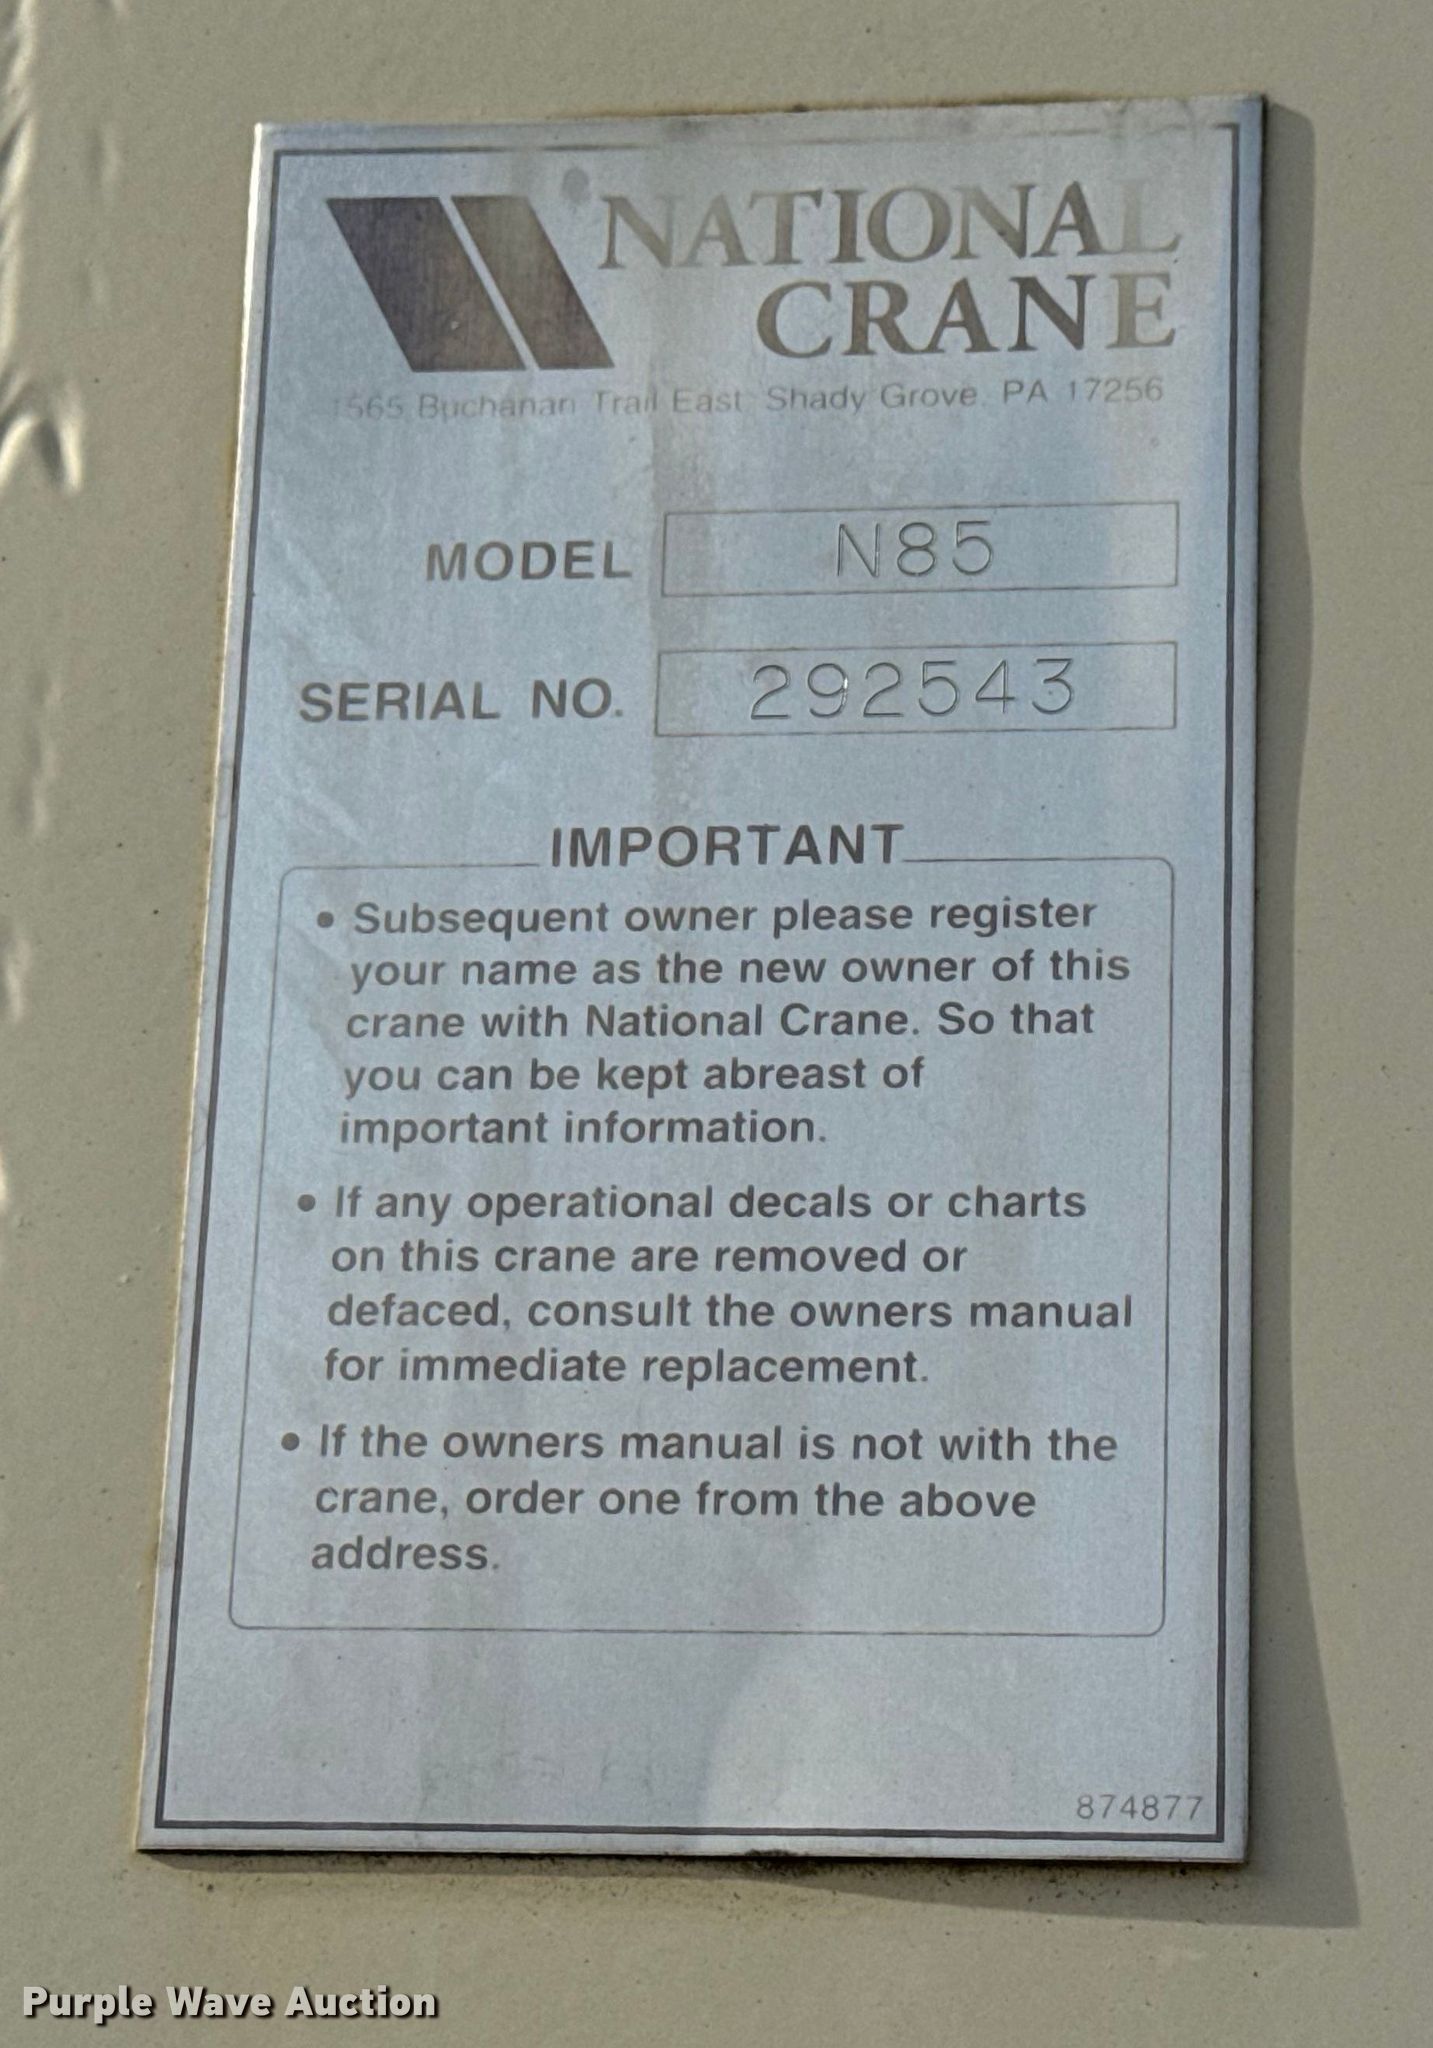 NATIONAL
CRANE
1565 Buchanan Trail East Shady Grove, PA 17256
MODEL N85
SERIAL NO. 292543
IMPORTANT
• Subsequent owner please register
your name as the new owner of this
crane with National Crane. So that
you can be kept abreast of
important information.
• If any operational decals or charts
on this crane are removed or
defaced, consult the owners manual
for immediate replacement.
• If the owners manual is not with the
crane, order one from the above
address.
874877
Purple Wave Auction